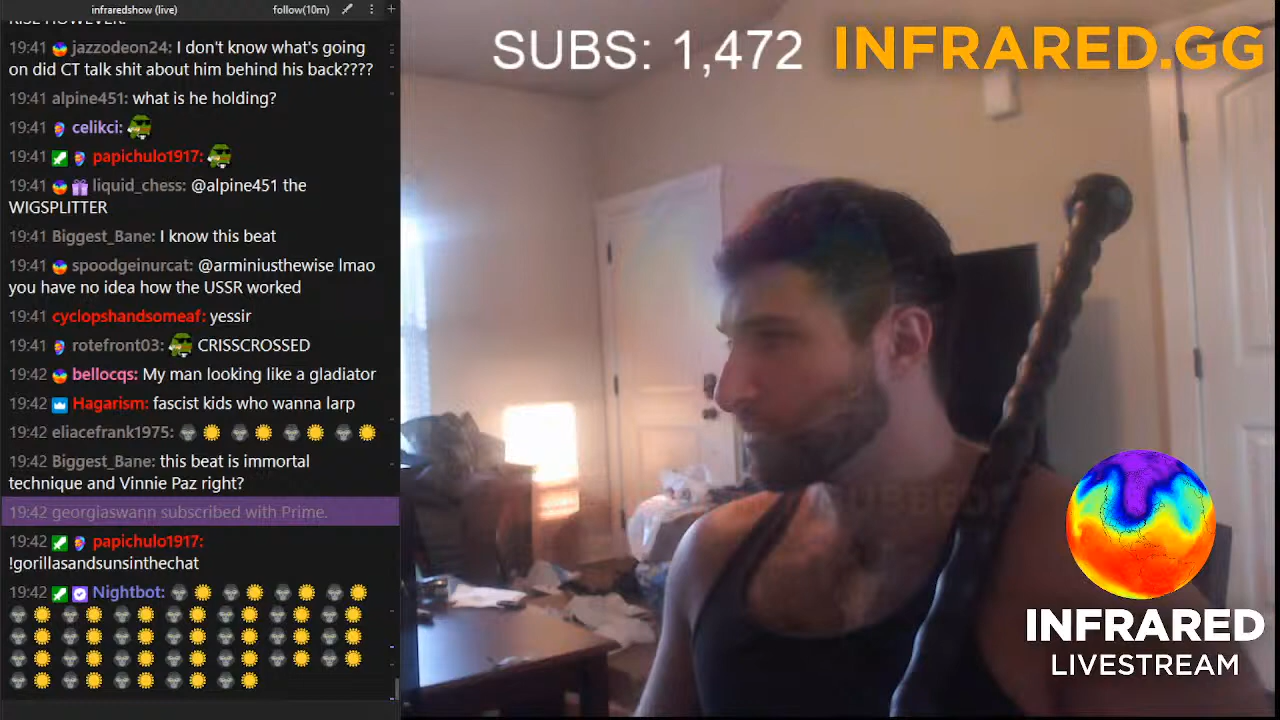 infraredshow (live)
follow(10m)
RISE HOWEVER.
19:41 jazzodeon24: I don't know what's going
on did CT talk shit about him behind his back????
19:41 alpine451: what is he holding?
19:41 celikci:
19:41 papichulo1917:
19:41 liquid_chess: @alpine451 the
WIGSPLITTER
19:41 Biggest_Bane: I know this beat
19:41 spoodgeinurcat: @arminiusthewise lmao
you have no idea how the USSR worked
19:41 cyclopshandsomeaf: yessir
19:41 rotefront03: CRISSCROSSED
19:42 bellocqs: My man looking like a gladiator
19:42 Hagarism: fascist kids who wanna larp
19:42 eliacefrank1975:
19:42 Biggest_Bane: this beat is immortal
technique and Vinnie Paz right?
19:42 georgiaswann subscribed with Prime.
19:42 papichulo1917:
!gorillasandsunsinthechat
19:42 Nightbot:
SUBS: 1,472
INFRARED.GG
INFRARED
LIVESTREAM